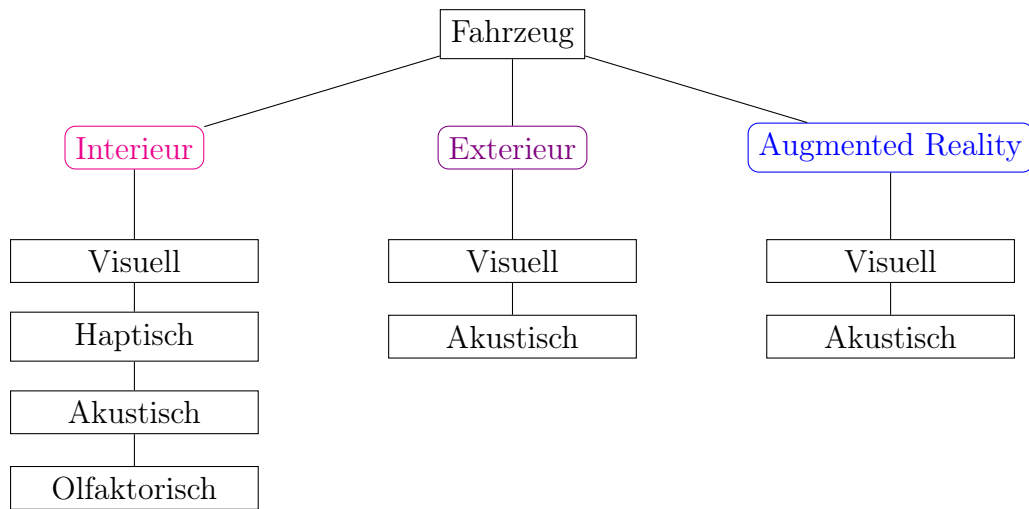 Fahrzeug
Interieur
Exterieur
Augmented Reality
Visuell
Visuell
Visuell
Haptisch
Akustisch
Akustisch
Akustisch
Olfaktorisch